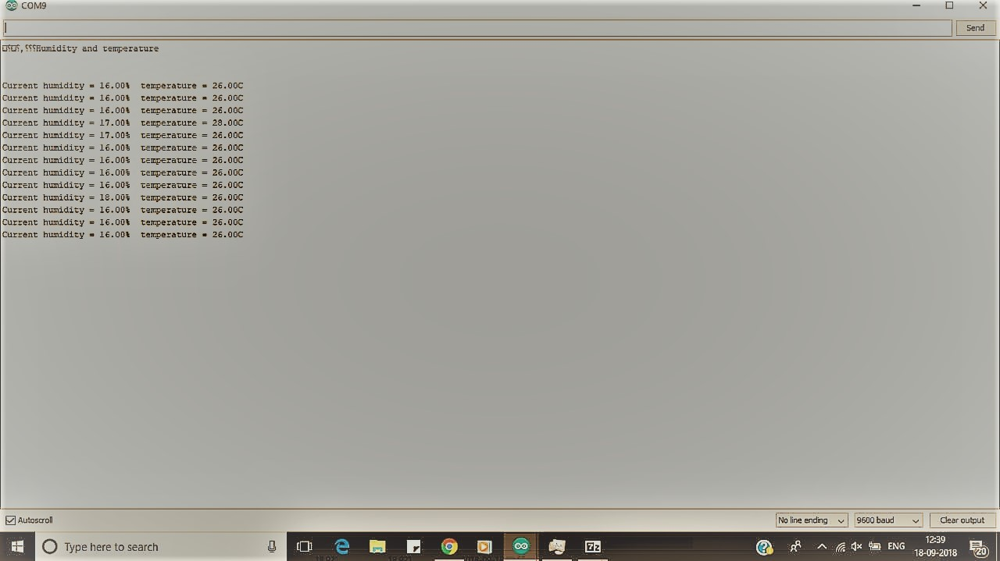 COM9
Send
Humidity and temperature
Current humidity = 16.00% temperature = 26.00C
Current humidity = 16.00% temperature = 26.00C
Current humidity = 16.00% temperature = 26.00C
Current humidity = 17.00% temperature = 28.00C
Current humidity = 17.00% temperature = 26.00C
Current humidity = 16.00% temperature = 26.00C
Current humidity = 16.00% temperature = 26.00C
Current humidity = 16.00% temperature = 26.00C
Current humidity = 16.00% temperature = 26.00C
Current humidity = 18.00% temperature = 26.00C
Current humidity = 16.00% temperature = 26.00C
Current humidity = 16.00% temperature = 26.00C
Current humidity = 16.00% temperature = 26.00C
Autoscroll
No line ending
9600 baud
Clear output
Type here to search
7z
ENG
12:39
18-09-2018
20